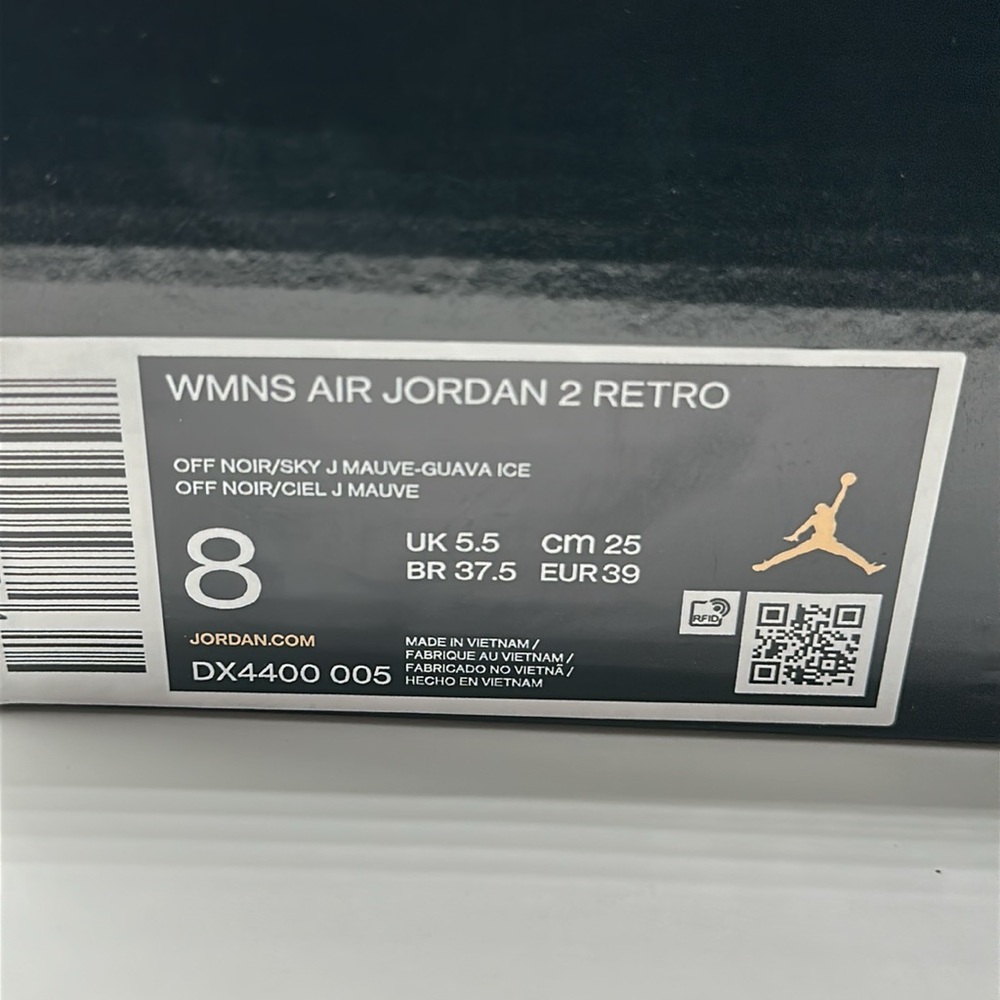 WMNS AIR JORDAN 2 RETRO
OFF NOIR/SKY J MAUVE-GUAVA ICE
OFF NOIR/CIEL J MAUVE
8
UK 5.5 cm 25
BR 37.5 EUR 39
RFID
JORDAN.COM
DX4400 005
MADE IN VIETNAM /
FABRIQUE AU VIETNAM /
FABRICADO NO VIETNÃ /
HECHO EN VIETNAM